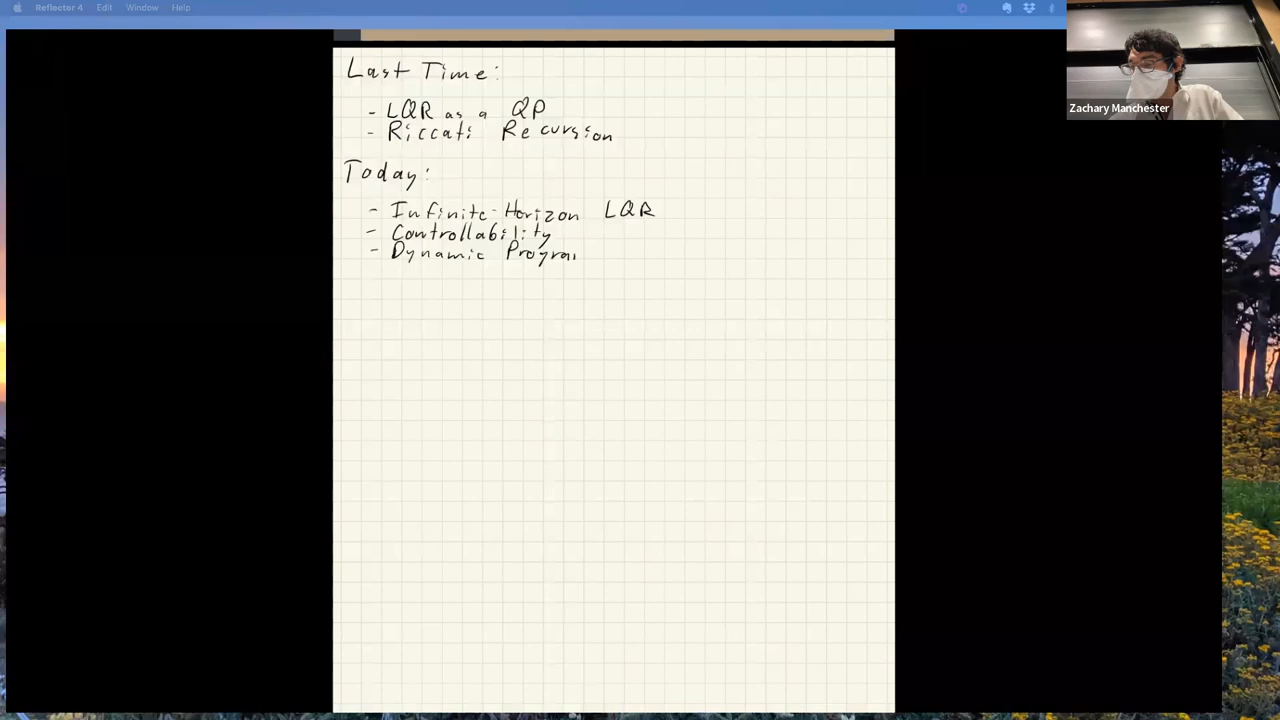 Reflector 4 Edit Window Help
Zachary Manchester
Last Time:
- LQR as a QP
- Riccati Recursion
Today:
- Infinite-Horizon LQR
- Controllability
- Dynamic Program